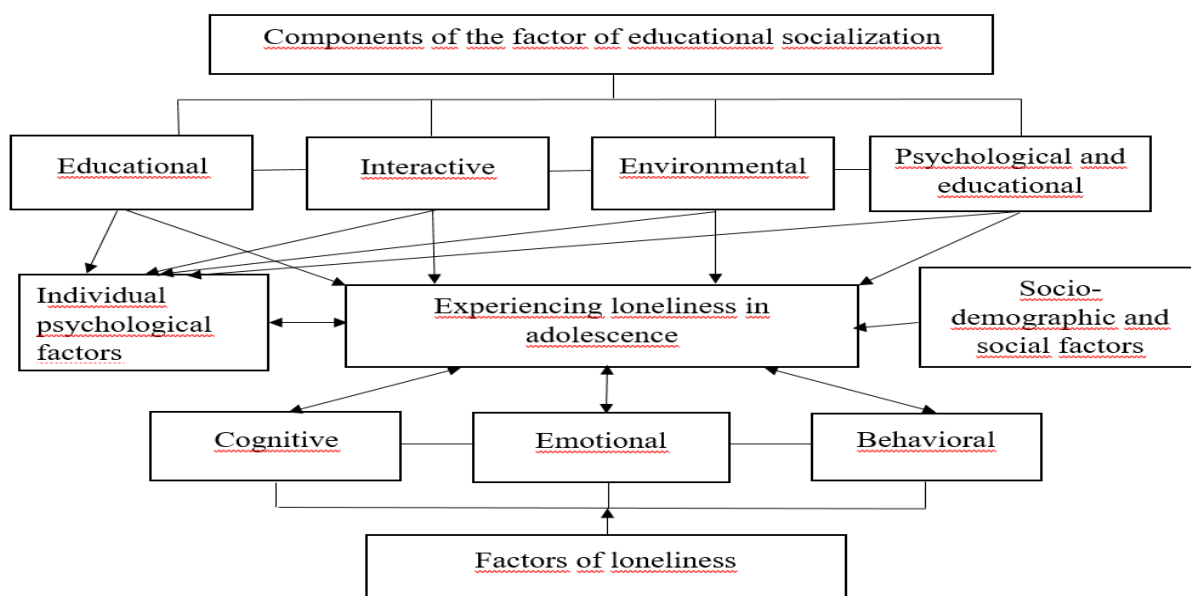 Components of the factor of educational socialization
Educational
Interactive
Environmental
Psychological and
educational
Individual
psychological
factors
Experiencing loneliness in
adolescence
Socio-
demographic and
social factors
Cognitive
Emotional
Behavioral
Factors of loneliness